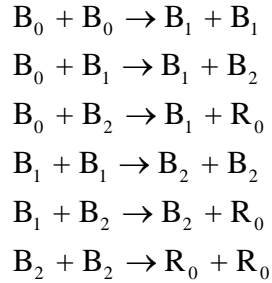 B₀ + B₀ → B₁ + B₁
B₀ + B₁ → B₁ + B₂
B₀ + B₂ → B₁ + R₀
B₁ + B₁ → B₂ + B₂
B₁ + B₂ → B₂ + R₀
B₂ + B₂ → R₀ + R₀